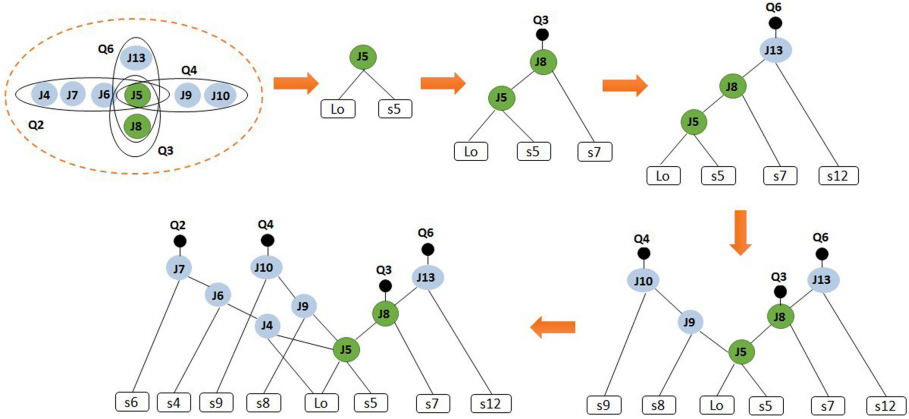 Q6
J13
Q4
J4 J7 J6 J5 J9 J10
Q2
J8
Q3
J5
Lo s5
Q3
J8
J5
Lo s5 s7
Q6
J13
J8
J5
Lo s5 s7 s12
Q4 Q6
J10 Q3 J13
J9 J8
J5
s9 s8 Lo s5 s7 s12
Q2 Q4 Q6
J7 J10 Q3 J13
J6 J9 J8
J4
J5
s6 s4 s9 s8 Lo s5 s7 s12